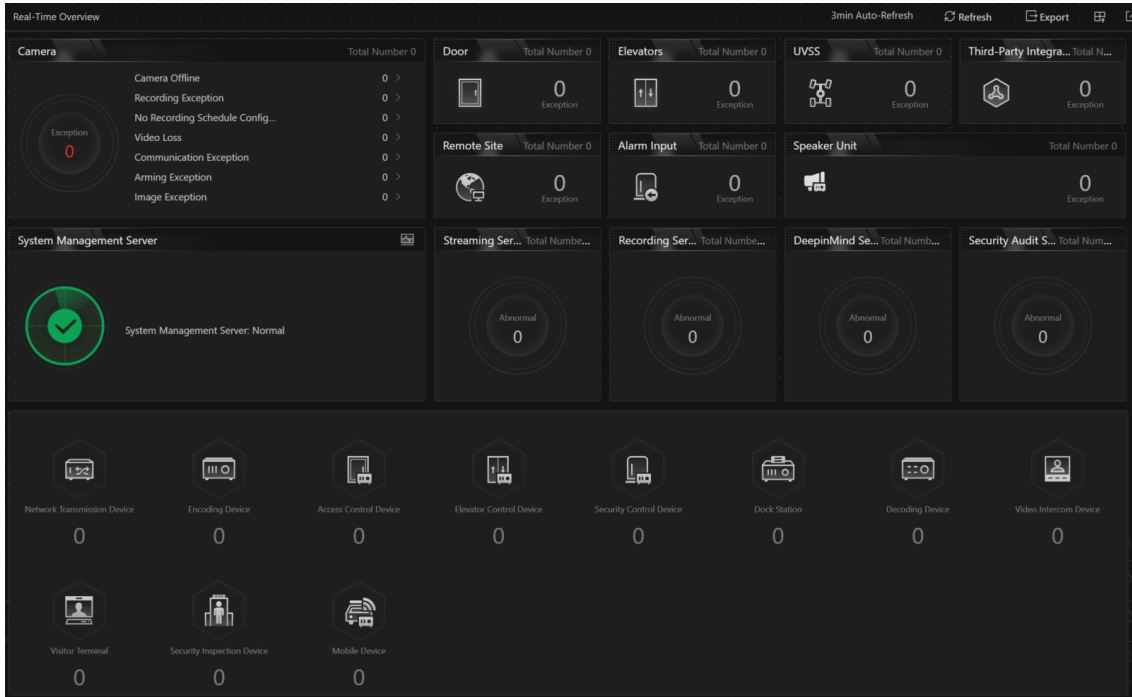 Real-Time Overview
3min Auto-Refresh Refresh Export
Camera Total Number 0
Exception
0
Camera Offline 0
Recording Exception 0
No Recording Schedule Config... 0
Video Loss 0
Communication Exception 0
Arming Exception 0
Image Exception 0
Door Total Number 0
0
Exception
Elevators Total Number 0
0
Exception
UVSS Total Number 0
0
Exception
Third-Party Integra... Total N...
0
Exception
Remote Site Total Number 0
0
Exception
Alarm Input Total Number 0
0
Exception
Speaker Unit Total Number 0
0
Exception
System Management Server
System Management Server: Normal
Streaming Ser... Total Numbe...
Abnormal
0
Recording Ser... Total Numbe...
Abnormal
0
DeepinMind Se... Total Numb...
Abnormal
0
Security Audit S... Total Num...
Abnormal
0
Network Transmission Device
0
Encoding Device
0
Access Control Device
0
Elevator Control Device
0
Security Control Device
0
Dock Station
0
Decoding Device
0
Video Intercom Device
0
Visitor Terminal
0
Security Inspection Device
0
Mobile Device
0